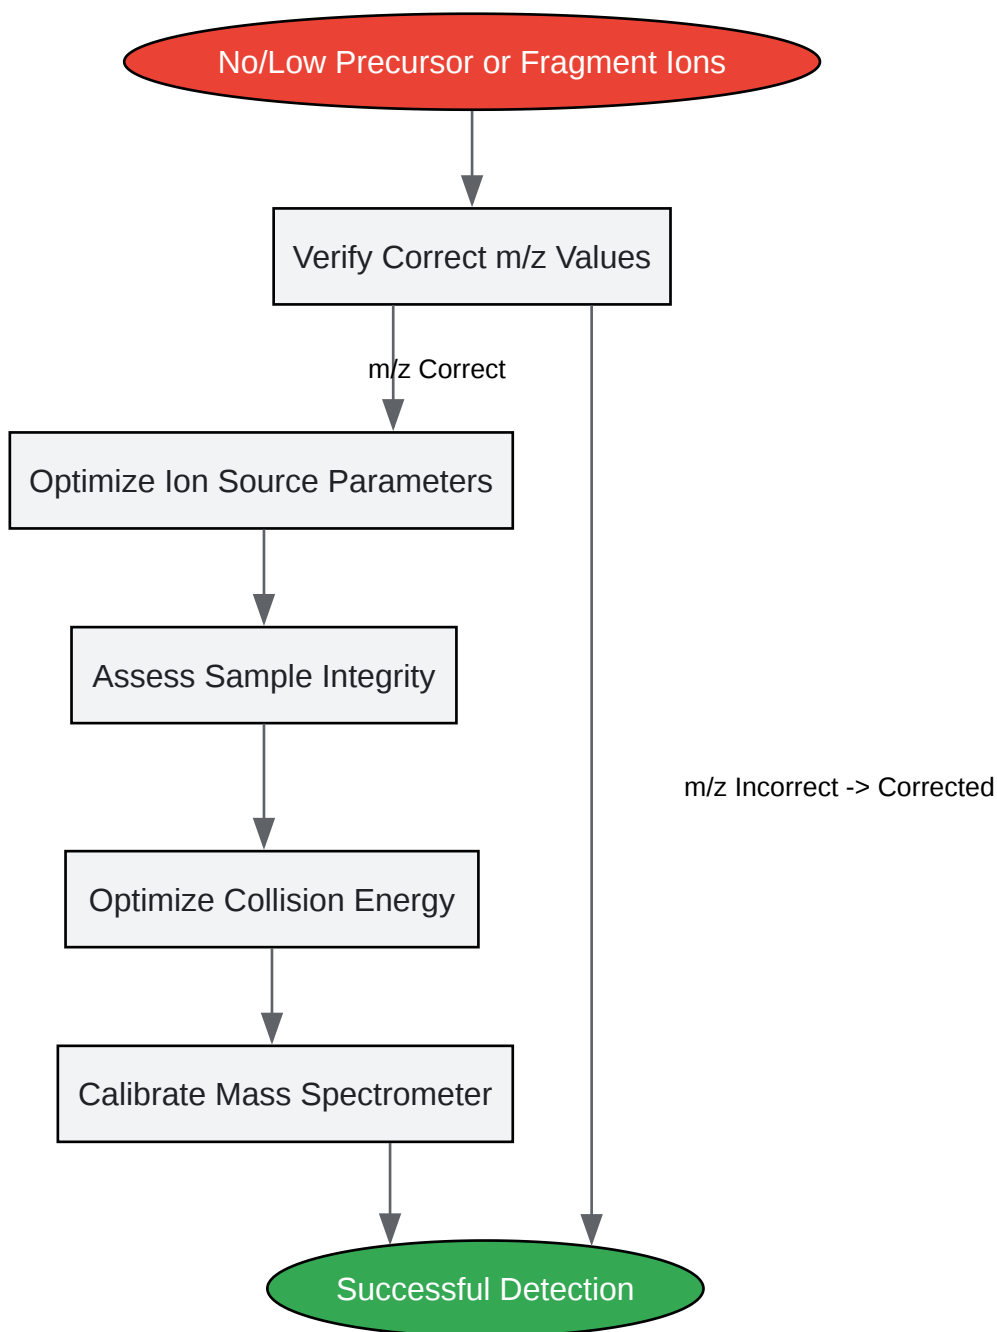 No/Low Precursor or Fragment Ions
Verify Correct m/z Values
m/z Correct
Optimize Ion Source Parameters
Assess Sample Integrity
m/z Incorrect -> Corrected
Optimize Collision Energy
Calibrate Mass Spectrometer
Successful Detection